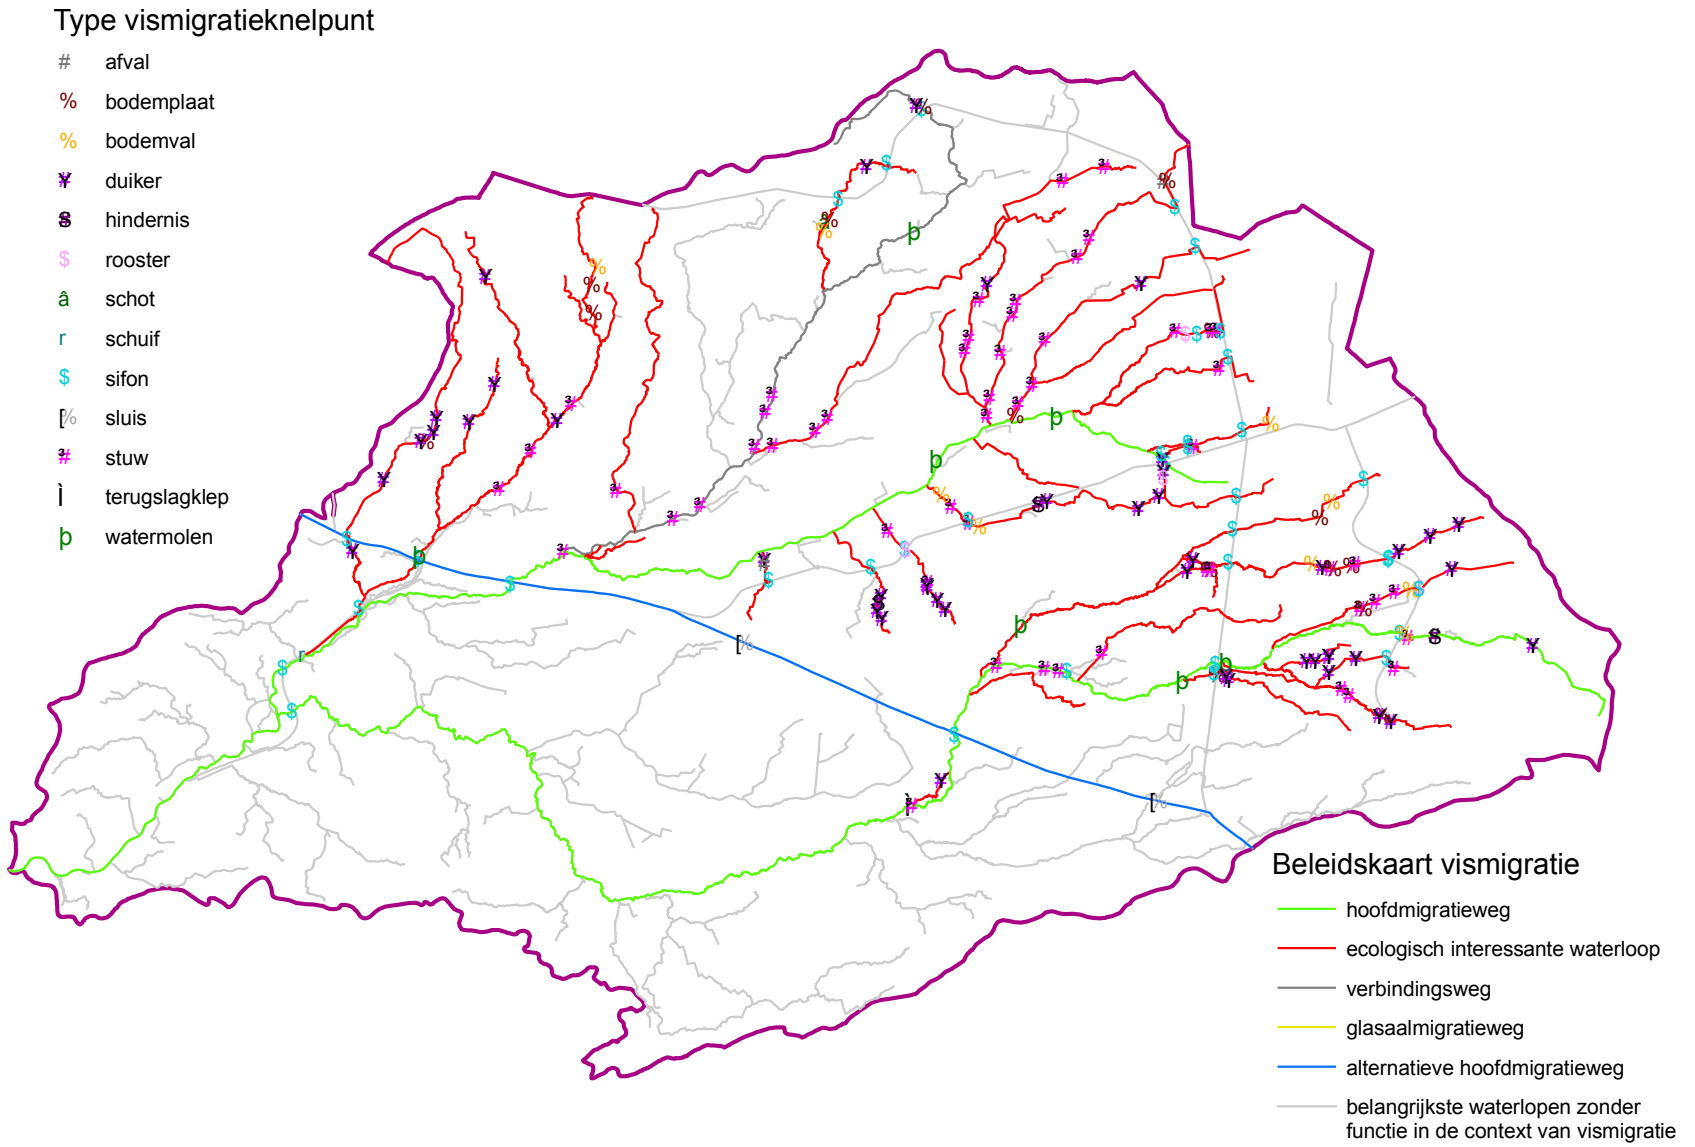 Type vismigratieknelpunt
# afval
% bodemplaat
% bodemval
¥ duiker
hindernis
$ rooster
â schot
r schuif
$ sifon
[% sluis
³# stuw
Ì terugslagklep
þ watermolen
Beleidskaart vismigratie
hoofdmigratieweg
ecologisch interessante waterloop
verbindingsweg
glasaalmigratieweg
alternatieve hoofdmigratieweg
belangrijkste waterlopen zonder
functie in de context van vismigratie